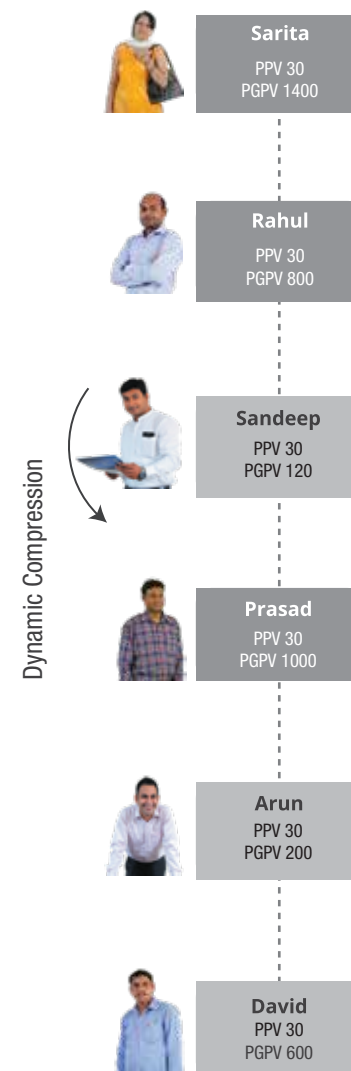 Sarita
PPV 30
PGPV 1400
Rahul
PPV 30
PGPV 800
Sandeep
PPV 30
PGPV 120
Dynamic Compression
Prasad
PPV 30
PGPV 1000
Arun
PPV 30
PGPV 200
David
PPV 30
PGPV 600